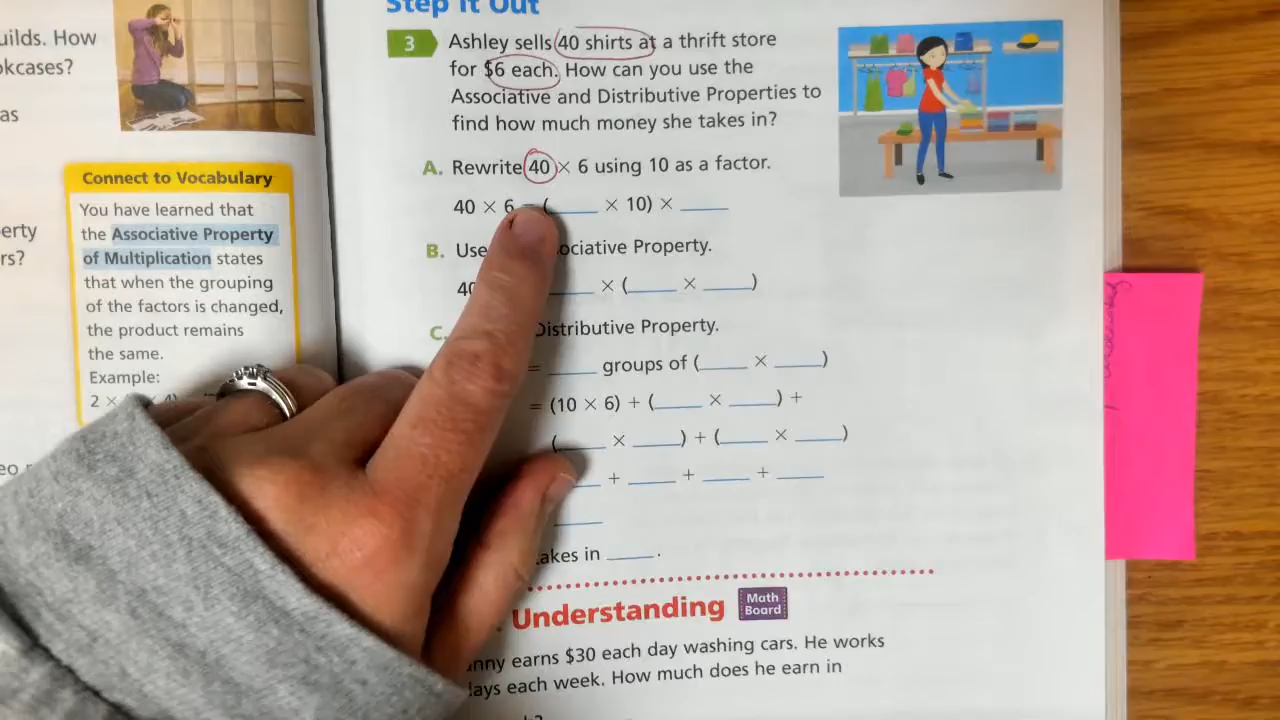 uilds. How
okcases?
as
erty
rs?
Connect to Vocabulary
You have learned that
the Associative Property
of Multiplication states
that when the grouping
of the factors is changed,
the product remains
the same.
Example:
2 ×
Step It Out
3
Ashley sells 40 shirts at a thrift store
for $6 each. How can you use the
Associative and Distributive Properties to
find how much money she takes in?
A. Rewrite 40 × 6 using 10 as a factor.
40 × 6 = (____ × 10) × ____
B. Use ociative Property.
40 ____ × (____ × ____)
C. Distributive Property.
= ____ groups of (____ × ____)
= (10 × 6) + (____ × ____) +
(____ × ____) + (____ × ____)
____ + ____ + ____ + ____
____
takes in ____.
Understanding
Math
Board
nny earns $30 each day washing cars. He works
days each week. How much does he earn in